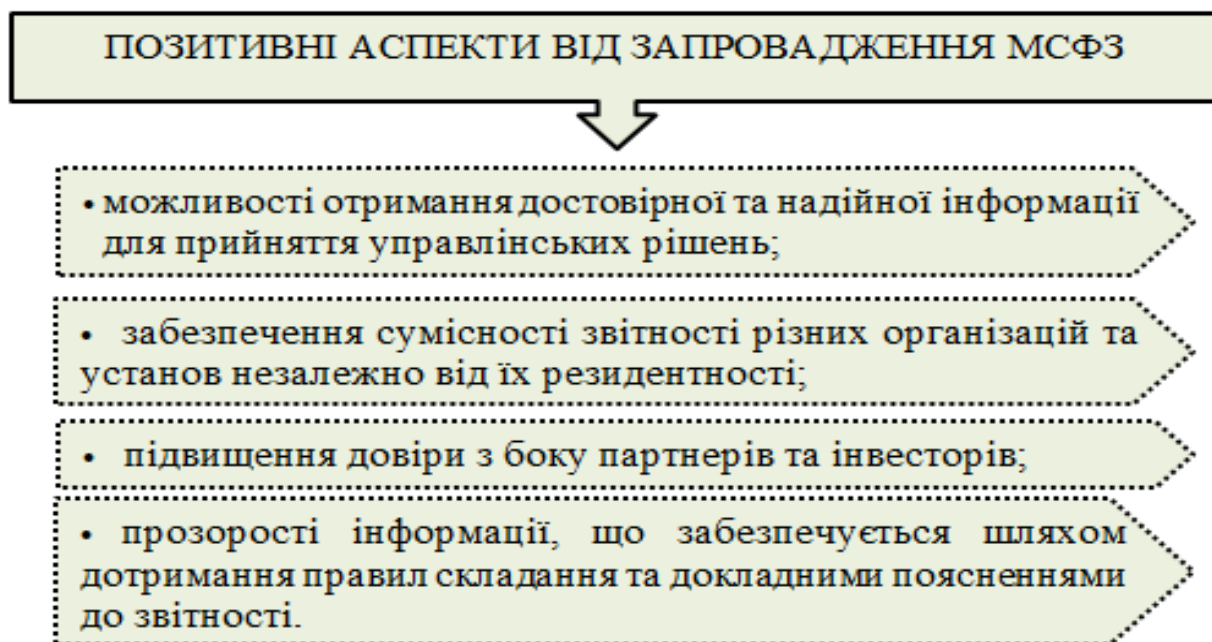 ПОЗИТИВНІ АСПЕКТИ ВІД ЗАПРОВАДЖЕННЯ МСФЗ
• можливості отримання достовірної та надійної інформації
для прийняття управлінських рішень;
• забезпечення сумісності звітності різних організацій та
установ незалежно від їх резидентності;
• підвищення довіри з боку партнерів та інвесторів;
• прозорості інформації, що забезпечується шляхом
дотримання правил складання та докладними поясненнями
до звітності.